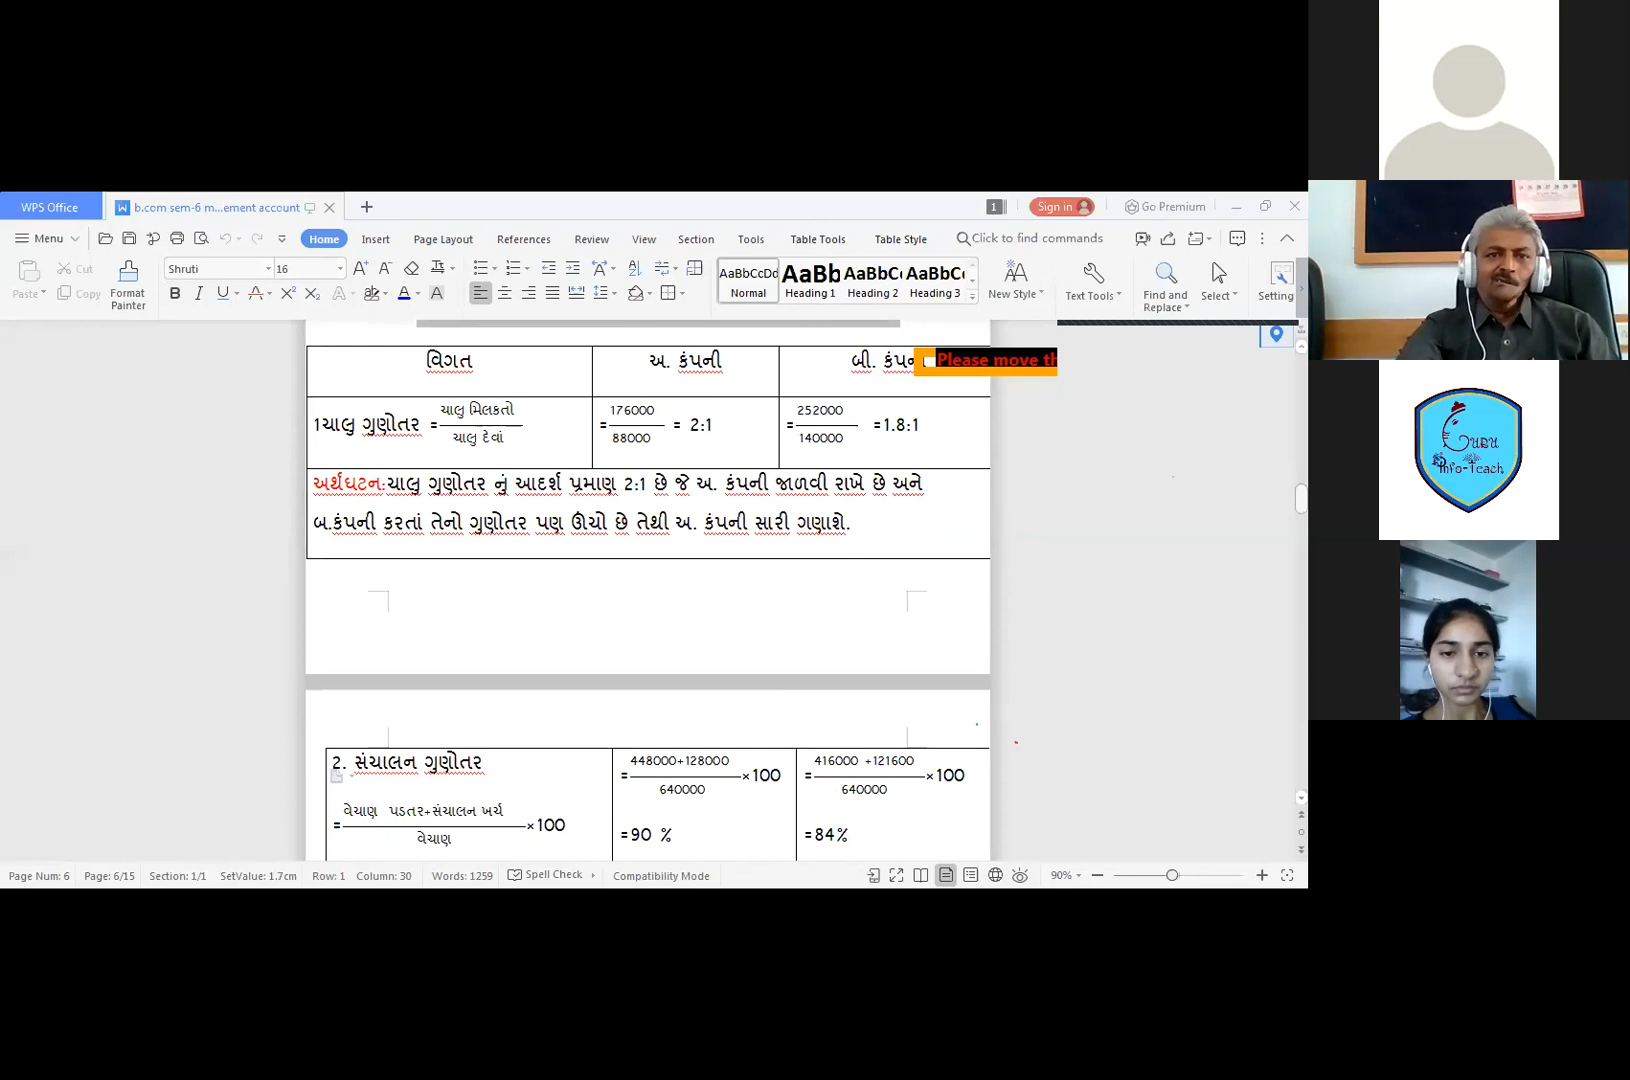 WPS Office
b.com sem-6 m...ement account
1
Sign in
Go Premium
Menu
Home
Insert
Page Layout
References
Review
View
Section
Tools
Table Tools
Table Style
Click to find commands
Paste
Cut
Copy
Format Painter
Shruti
16
AaBbCcDd
Normal
AaBb
Heading 1
AaBbC
Heading 2
AaBbC
Heading 3
New Style
Text Tools
Find and Replace
Select
Setting
વિગત
અ. કંપની
બી. કંપન
Please move th
1ચાલુ ગુણોતર =
ચાલુ મિલકતો
ચાલુ દેવાં
=
176000
88000
= 2:1
=
252000
140000
=1.8:1
અર્થઘટન:ચાલુ ગુણોતર નું આદર્શ પ્રમાણ 2:1 છે જે અ. કંપની જાળવી રાખે છે અને
બ.કંપની કરતાં તેનો ગુણોતર પણ ઊંચો છે તેથી અ. કંપની સારી ગણાશે.
2. સંચાલન ગુણોતર
=
વેચાણ પડતર+સંચાલન ખર્ચ
વેચાણ
×100
=
448000+128000
640000
×100
=90 %
=
416000 +121600
640000
×100
=84%
Page Num: 6
Page: 6/15
Section: 1/1
SetValue: 1.7cm
Row: 1
Column: 30
Words: 1259
Spell Check
Compatibility Mode
90%
Guru
Info-Teach